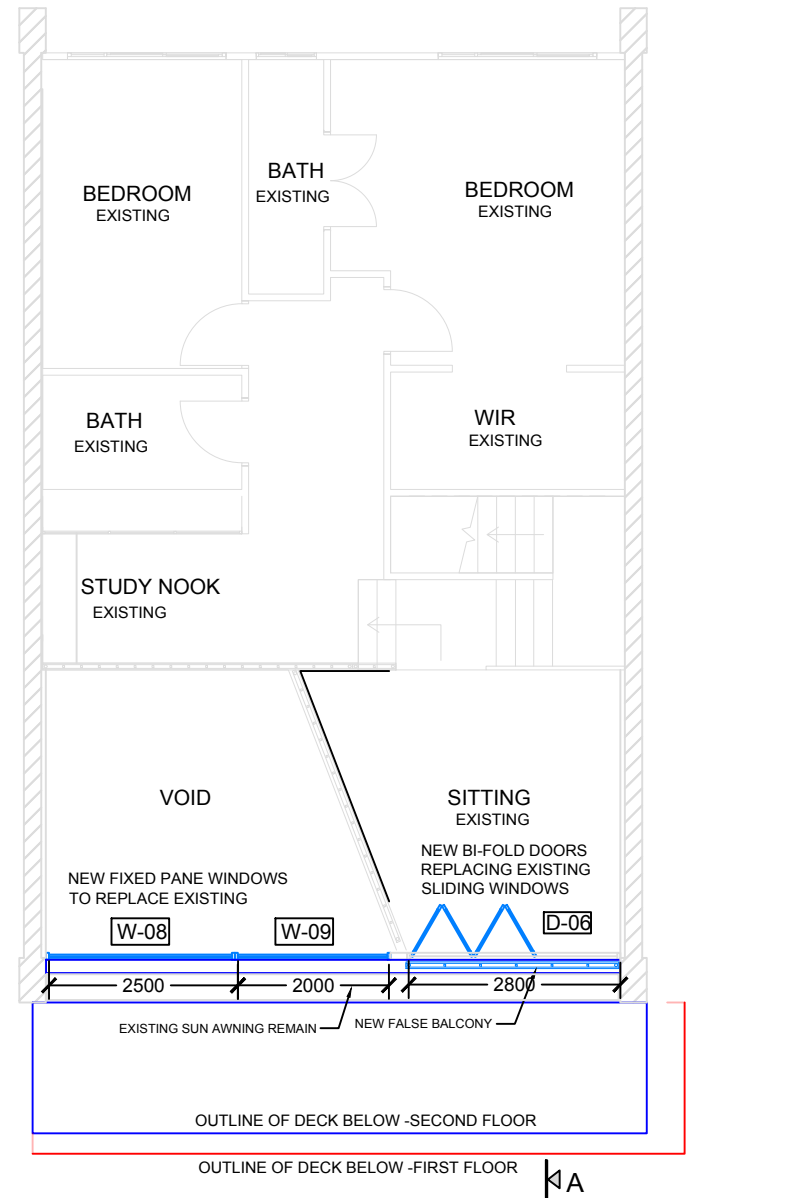 BATH
EXISTING
BEDROOM
EXISTING
BEDROOM
EXISTING
BATH
EXISTING
WIR
EXISTING
STUDY NOOK
EXISTING
VOID
SITTING
EXISTING
NEW FIXED PANE WINDOWS
TO REPLACE EXISTING
NEW BI-FOLD DOORS
REPLACING EXISTING
SLIDING WINDOWS
W-08
W-09
D-06
2500
2000
2800
EXISTING SUN AWNING REMAIN
NEW FALSE BALCONY
OUTLINE OF DECK BELOW -SECOND FLOOR
OUTLINE OF DECK BELOW -FIRST FLOOR
A